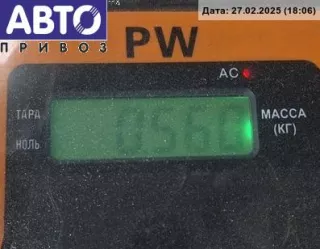 АВТО
ПРИВОЗ
Дата: 27.02.2025 (18:06)
PW
AC
ТАРА
0560
МАССА
(КГ)
НОЛЬ